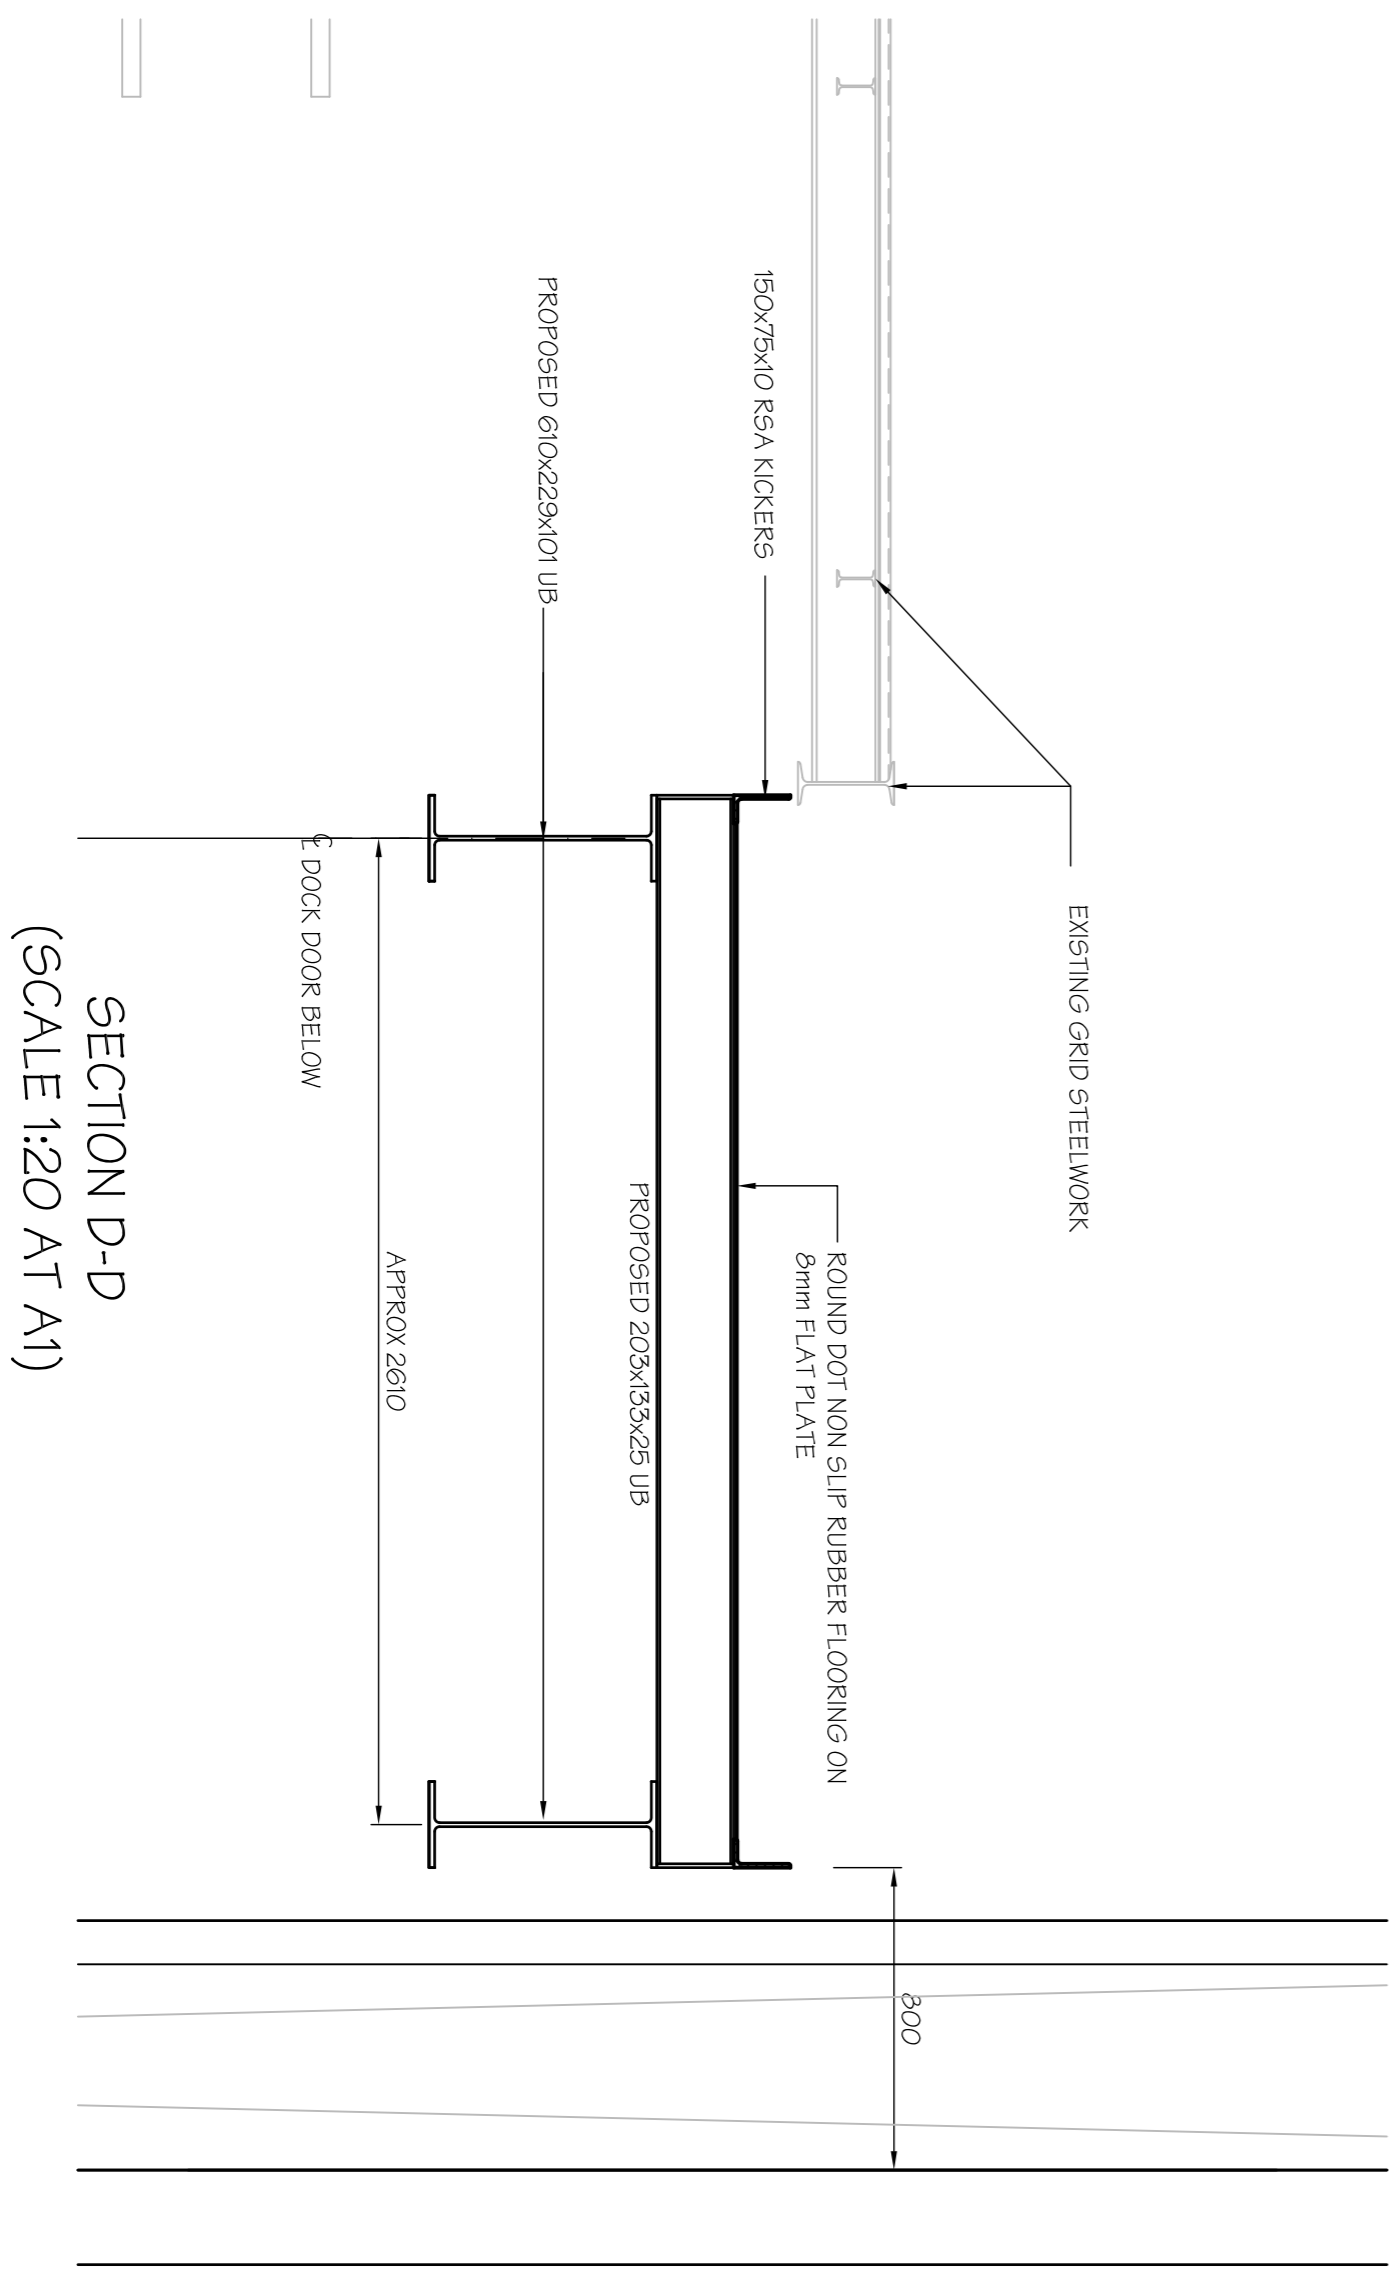 EXISTING GRID STEELWORK
ROUND DOT NON SLIP RUBBER FLOORING ON
8mm FLAT PLATE
800
150x75x10 RSA KICKERS
PROPOSED 203x133x25 UB
PROPOSED 610x229x101 UB
APPROX 2610
℄ DOCK DOOR BELOW
SECTION D-D
(SCALE 1:20 AT A1)